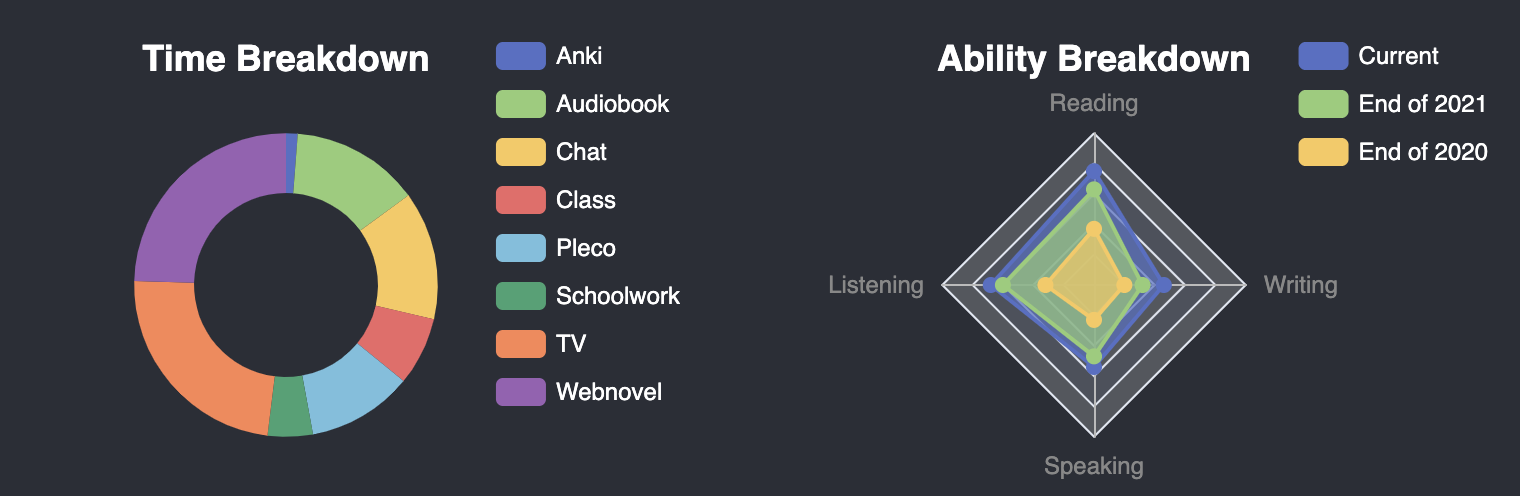 Time Breakdown
Anki
Audiobook
Chat
Class
Pleco
Schoolwork
TV
Webnovel
Ability Breakdown
Reading
Writing
Speaking
Listening
Current
End of 2021
End of 2020